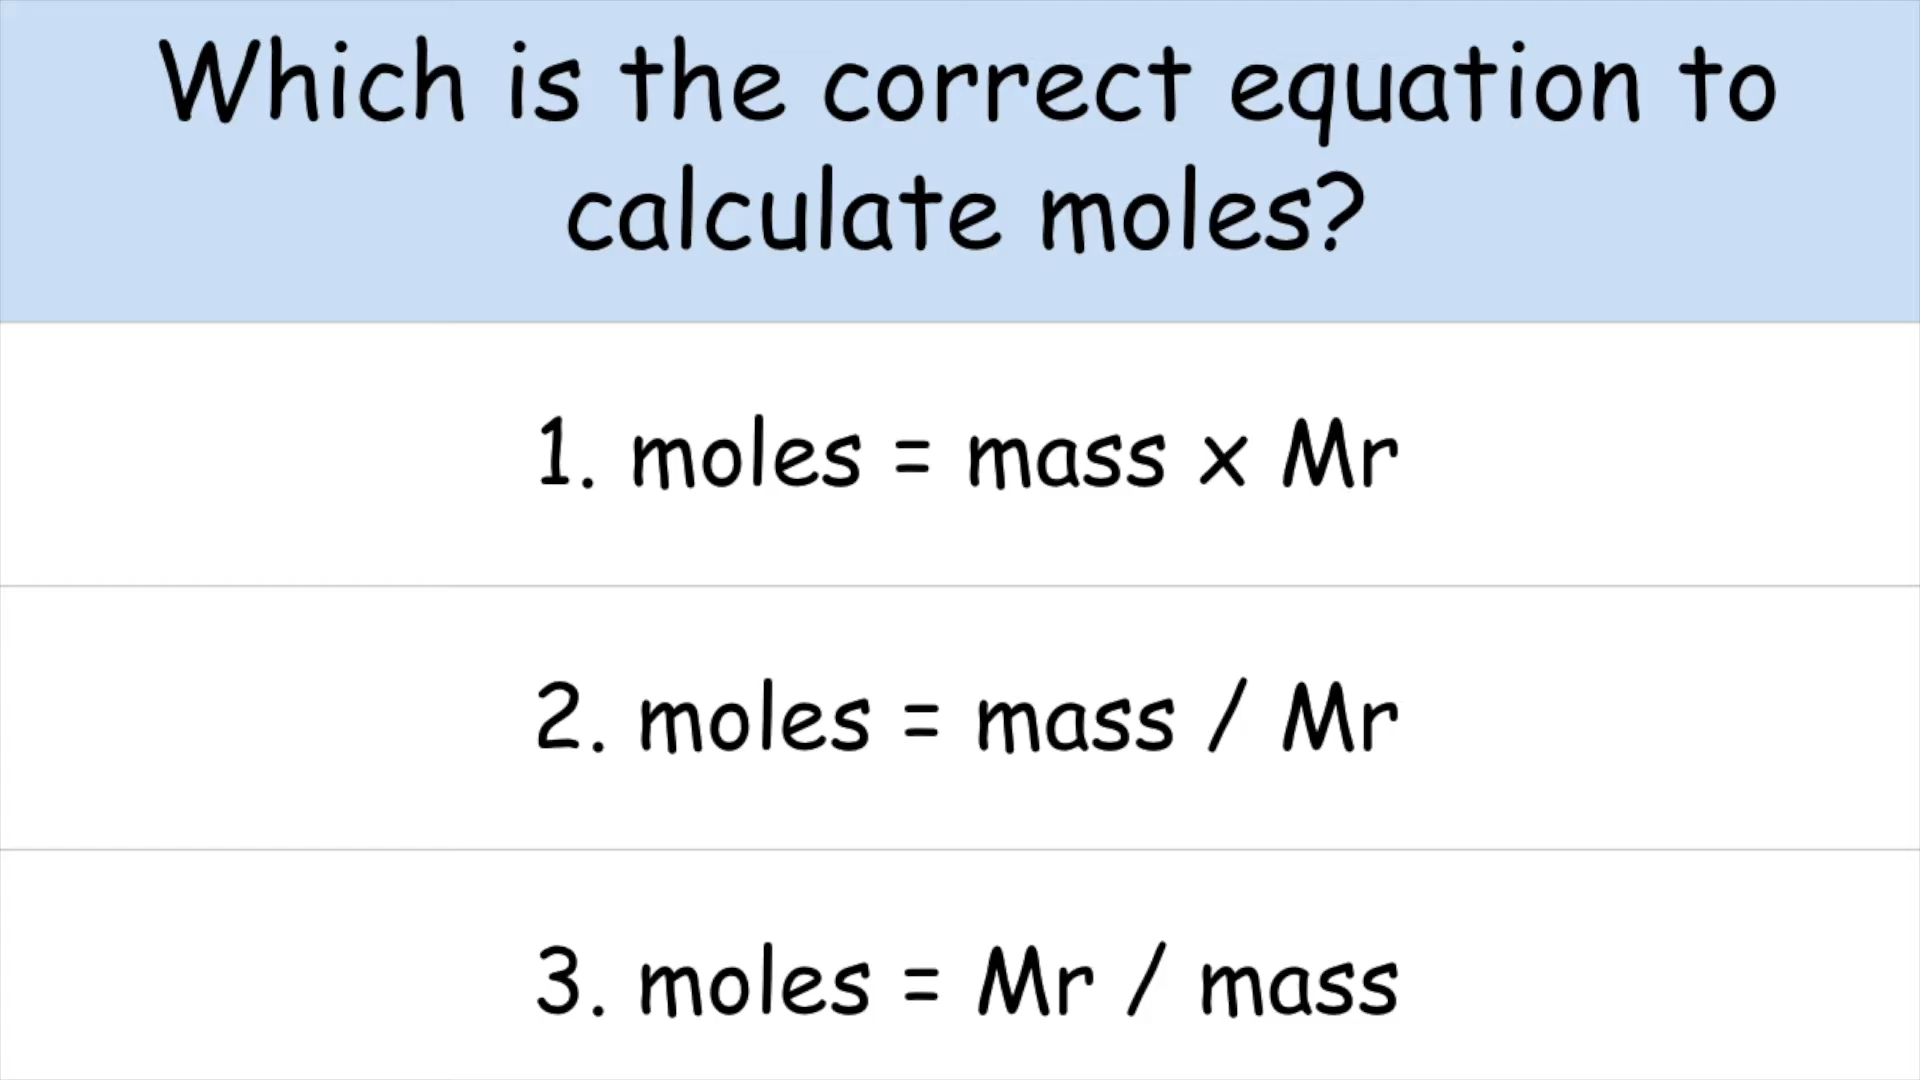 Which is the correct equation to
calculate moles?
1. moles = mass x Mr
2. moles = mass / Mr
3. moles = Mr / mass